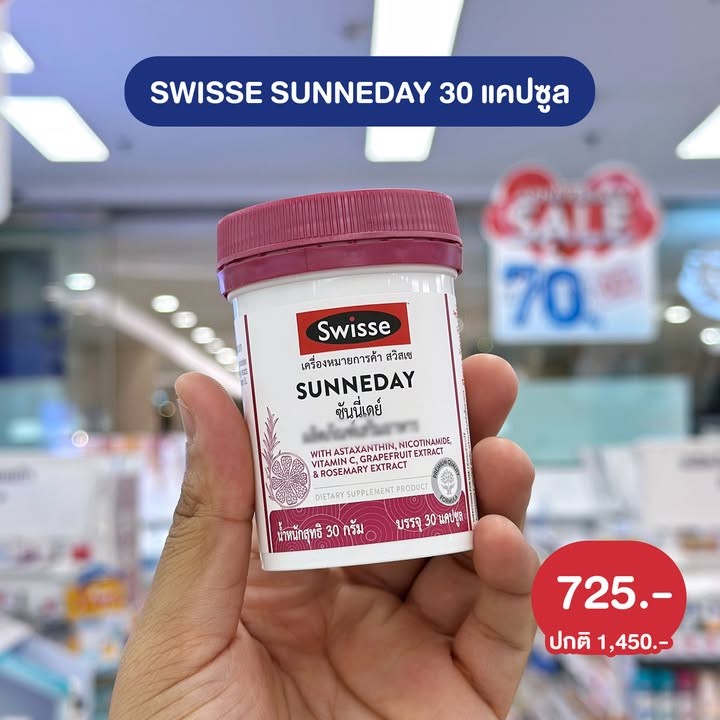 SWISSE SUNNEDAY 30 แคปซูล
SALE
70%
Swisse
เครื่องหมายการค้า สวิสเซ
SUNNEDAY
ซันนี่เดย์
WITH ASTAXANTHIN, NICOTINAMIDE,
VITAMIN C, GRAPEFRUIT EXTRACT
& ROSEMARY EXTRACT
PREMIUM QUALITY
FORMULA
DIETARY SUPPLEMENT PRODUCT
น้ำหนักสุทธิ 30 กรัม
บรรจุ 30 แคปซูล
725.-
ปกติ 1,450.-